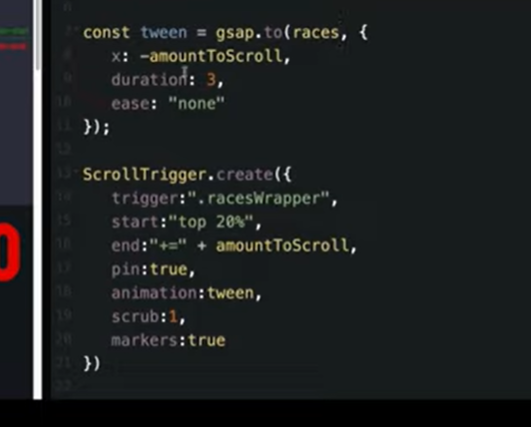 const tween = gsap.to(races, {
x: -amountToScroll,
duration: 3,
ease: "none"
});
ScrollTrigger.create({
trigger:".racesWrapper",
start:"top 20%",
end:"+=" + amountToScroll,
pin:true,
animation:tween,
scrub:1,
markers:true
})